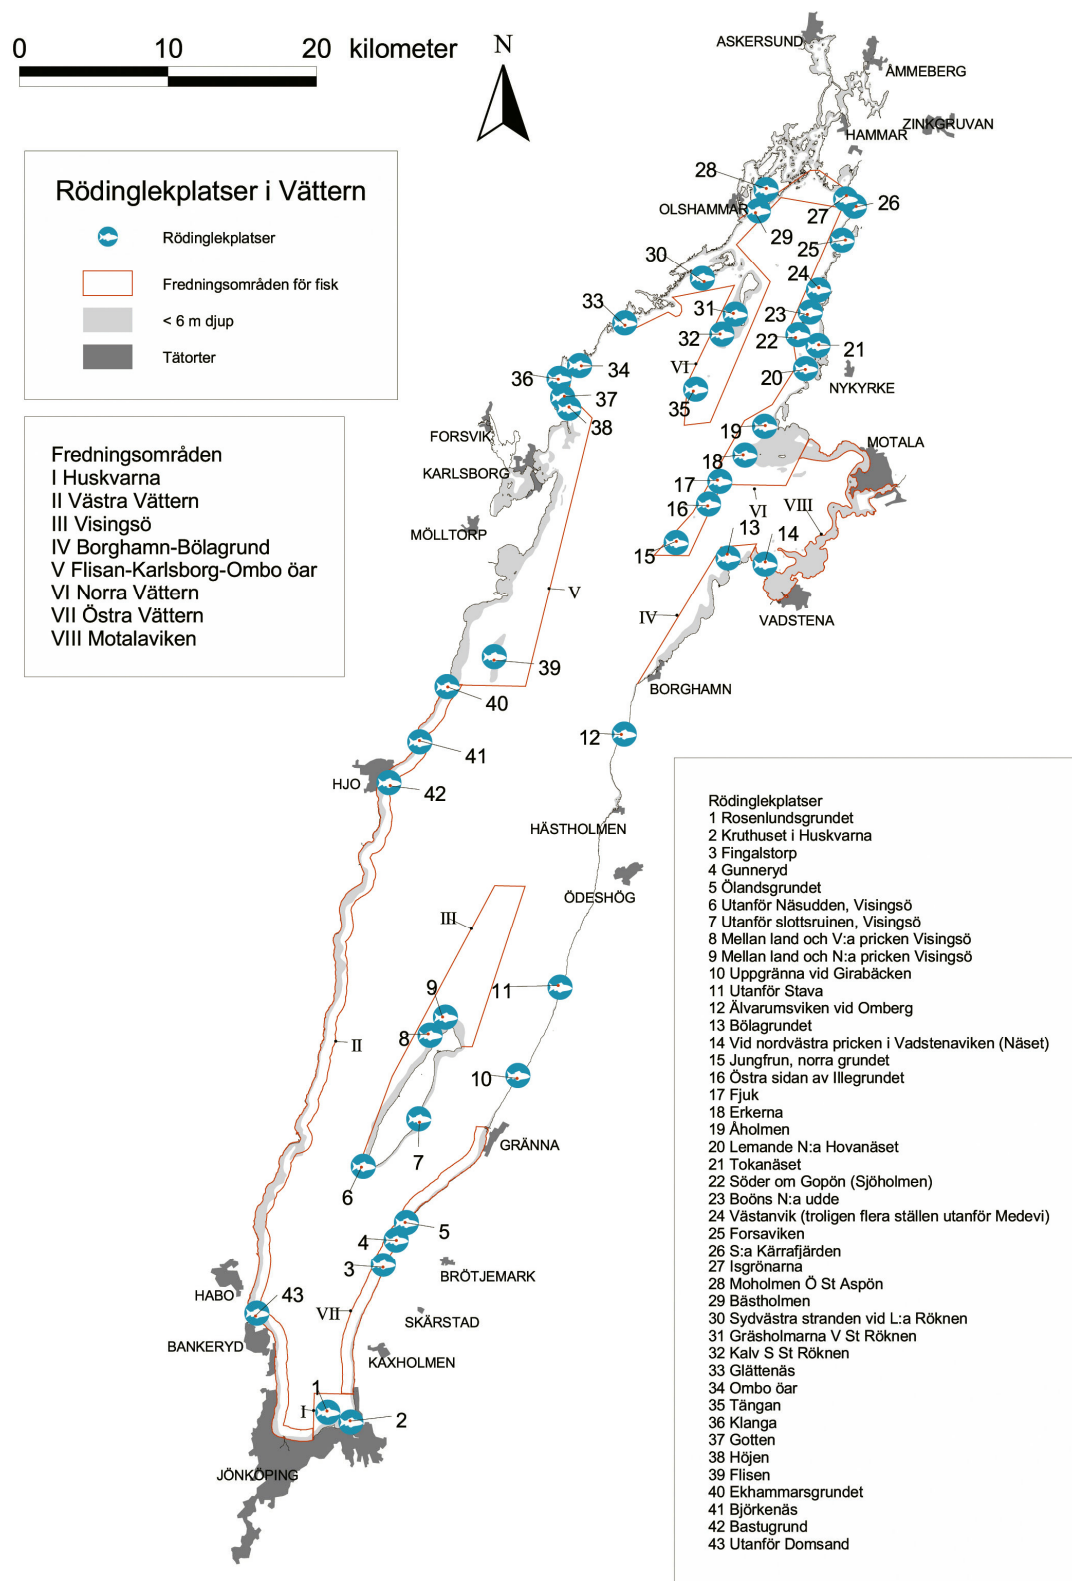 0 10 20 kilometer
N
Rödinglekplatser i Vättern
Rödinglekplatser
Fredningsområden för fisk
< 6 m djup
Tätorter
Fredningsområden
I Huskvarna
II Västra Vättern
III Visingsö
IV Borghamn-Bölagrund
V Flisan-Karlsborg-Ombo öar
VI Norra Vättern
VII Östra Vättern
VIII Motalaviken
ASKERSUND
ÅMMEBERG
ZINKGRUVAN
HAMMAR
28
OLSHAMMAR
27
26
29
25
30
24
31
23
33
32
22
21
VI
20
34
36
NYKYRKE
35
37
38
19
FORSVIK
MOTALA
18
KARLSBORG
17
VI
VIII
16
MÖLLTORP
13
14
15
V
IV
VADSTENA
39
BORGHAMN
40
12
41
HJO
42
HÄSTHOLMEN
ÖDESHÖG
III
11
9
8
II
10
GRÄNNA
7
6
5
4
3
BRÖTJEMARK
HABO
43
VII
SKÄRSTAD
BANKERYD
KAXHOLMEN
1
I
2
JÖNKÖPING
Rödinglekplatser
1 Rosenlundsgrundet
2 Kruthuset i Huskvarna
3 Fingalstorp
4 Gunneryd
5 Ölandsgrundet
6 Utanför Näsudden, Visingsö
7 Utanför slottsruinen, Visingsö
8 Mellan land och V:a pricken Visingsö
9 Mellan land och N:a pricken Visingsö
10 Uppgränna vid Girabäcken
11 Utanför Stava
12 Älvarumsviken vid Omberg
13 Bölagrundet
14 Vid nordvästra pricken i Vadstenaviken (Näset)
15 Jungfrun, norra grundet
16 Östra sidan av Illegrundet
17 Fjuk
18 Erkerna
19 Åholmen
20 Lemande N:a Hovanäset
21 Tokanäset
22 Söder om Gopön (Sjöholmen)
23 Boöns N:a udde
24 Västanvik (troligen flera ställen utanför Medevi)
25 Forsaviken
26 S:a Kärrafjärden
27 Isgrönarna
28 Moholmen Ö St Aspön
29 Bästholmen
30 Sydvästra stranden vid L:a Röknen
31 Gräsholmarna V St Röknen
32 Kalv S St Röknen
33 Glättenäs
34 Ombo öar
35 Tängan
36 Klanga
37 Gotten
38 Höjen
39 Flisen
40 Ekhammarsgrundet
41 Björkenäs
42 Bastugrund
43 Utanför Domsand